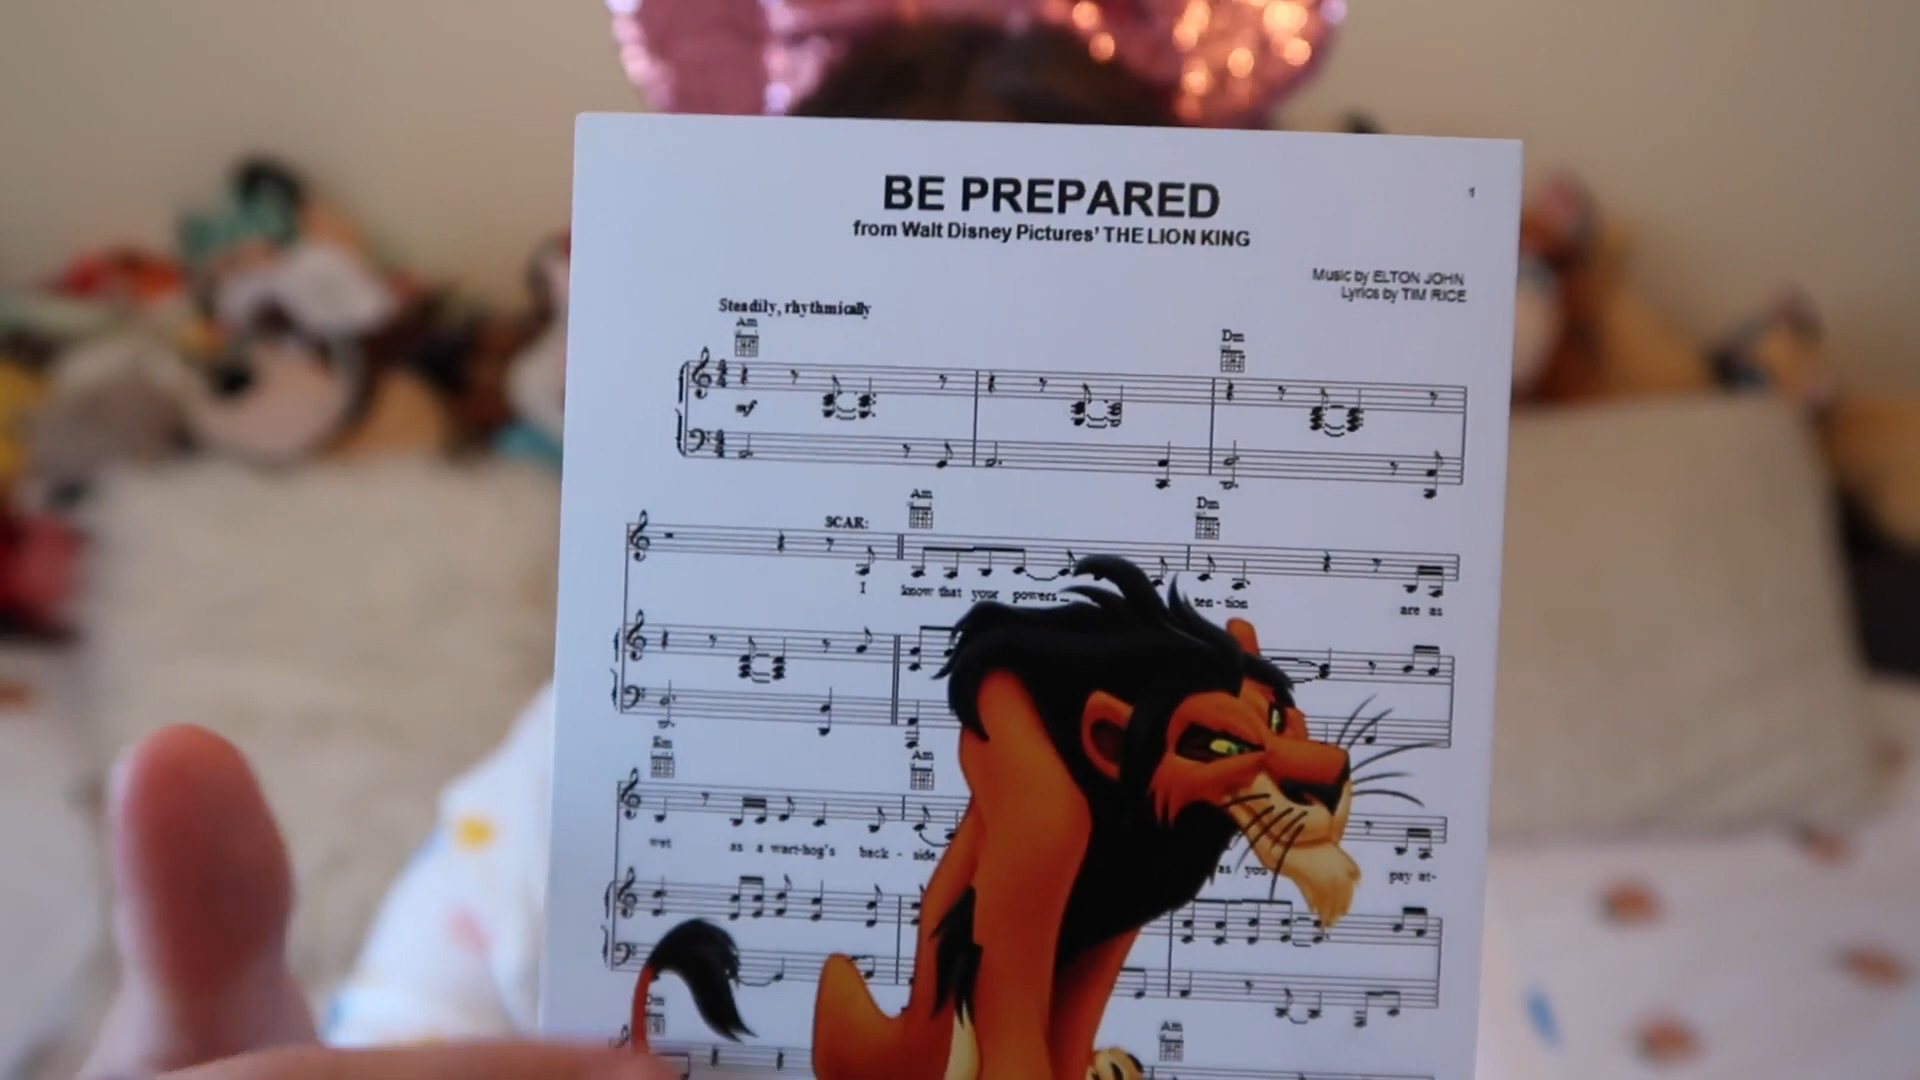 BE PREPARED
1
from Walt Disney Pictures' THE LION KING
Music by ELTON JOHN
Lyrics by TIM RICE
Steadily, rhythmically
Am
Dm
mf
Am
Dm
SCAR:
I know that your powers ten - tion are as
Em
Am
wet as a wart-hog's back - side. as you pay at-
Dm
Am